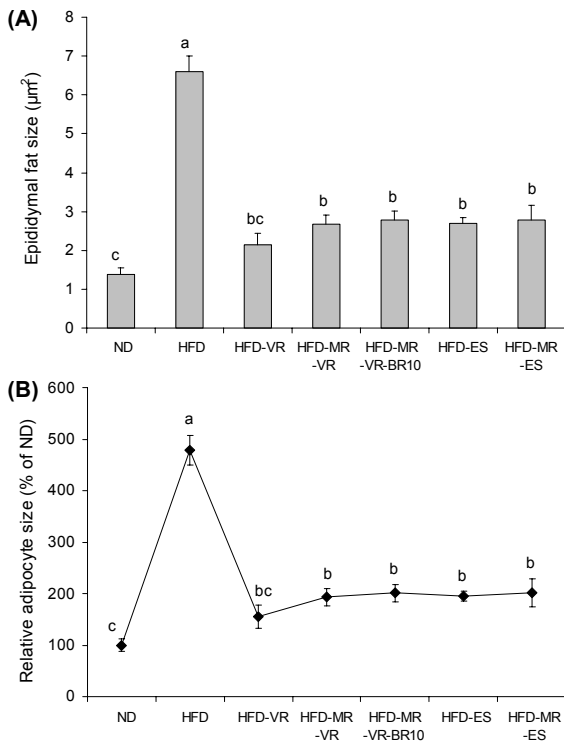 (A)
Epididymal fat size (µm²)
8
7
6
5
4
3
2
1
0
a
b
b
b
b
bc
c
ND
HFD
HFD-VR
HFD-MR
-VR
HFD-MR
-VR-BR10
HFD-ES
HFD-MR
-ES
(B)
Relative adipocyte size (% of ND)
600
500
400
300
200
100
0
a
b
b
b
b
bc
c
ND
HFD
HFD-VR
HFD-MR
-VR
HFD-MR
-VR-BR10
HFD-ES
HFD-MR
-ES